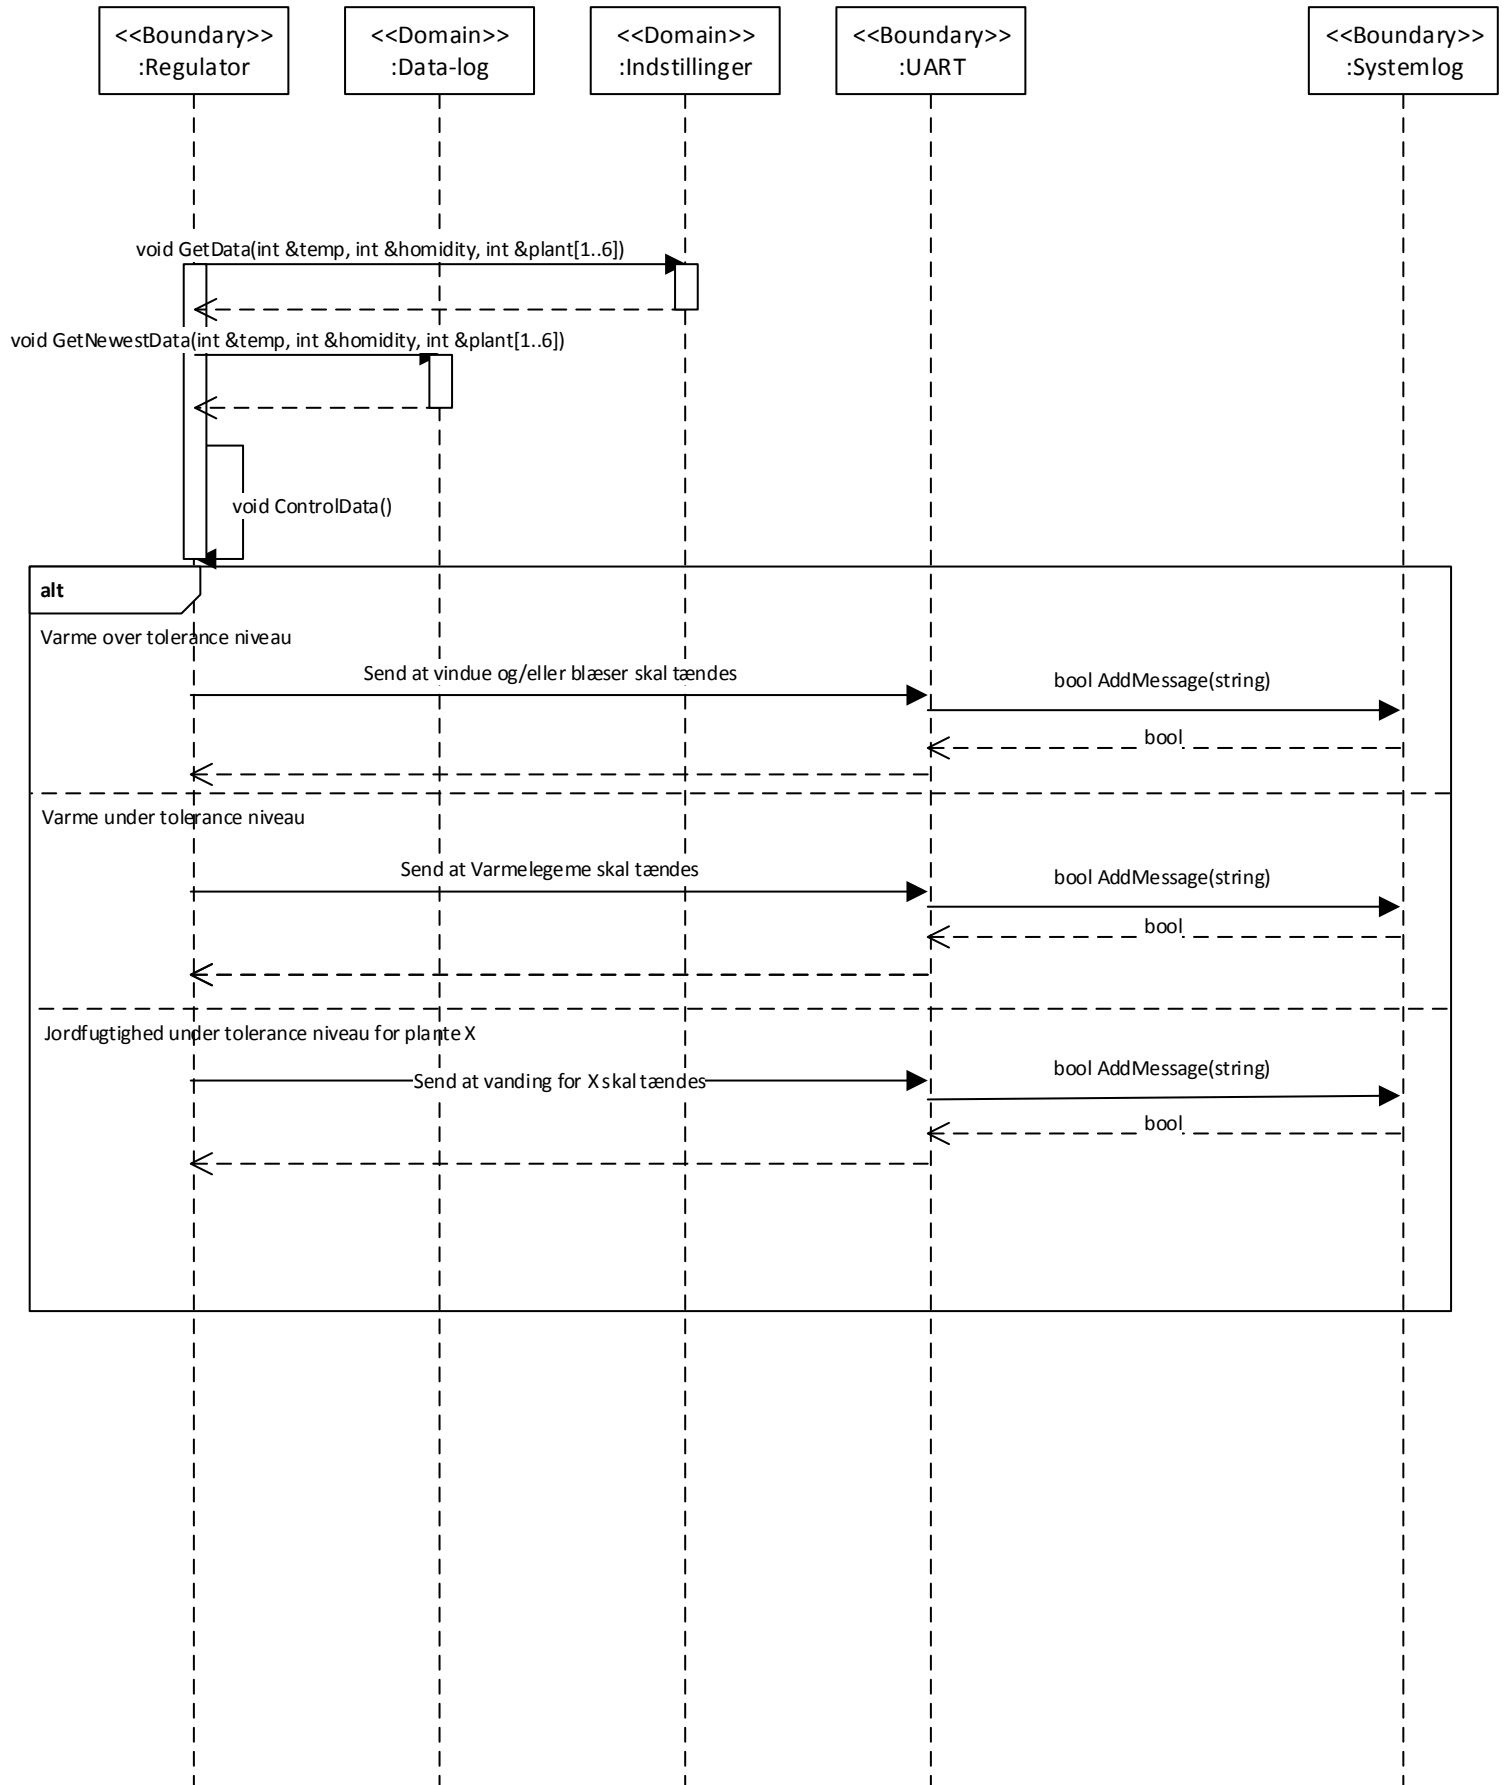 <<Boundary>>
:Regulator
<<Domain>>
:Data-log
<<Domain>>
:Indstillinger
<<Boundary>>
:UART
<<Boundary>>
:Systemlog
void GetData(int &temp, int &homidity, int &plant[1..6])
void GetNewestData(int &temp, int &homidity, int &plant[1..6])
void ControlData()
alt
Varme over tolerance niveau
Send at vindue og/eller blæser skal tændes
bool AddMessage(string)
bool
Varme under tolerance niveau
Send at Varmelegeme skal tændes
bool AddMessage(string)
bool
Jordfugtighed under tolerance niveau for plante X
Send at vanding for X skal tændes
bool AddMessage(string)
bool